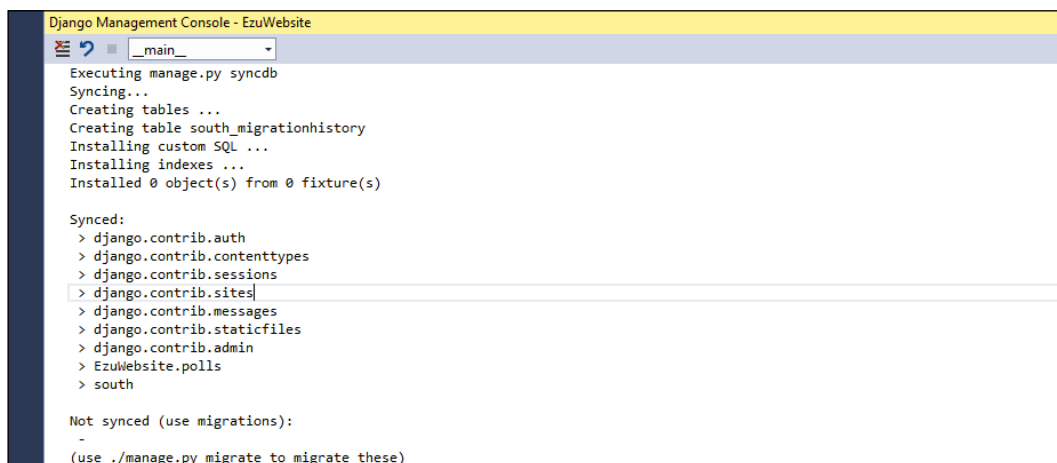 Django Management Console - EzuWebsite
__main__
Executing manage.py syncdb
Syncing...
Creating tables ...
Creating table south_migrationhistory
Installing custom SQL ...
Installing indexes ...
Installed 0 object(s) from 0 fixture(s)
Synced:
> django.contrib.auth
> django.contrib.contenttypes
> django.contrib.sessions
> django.contrib.sites
> django.contrib.messages
> django.contrib.staticfiles
> django.contrib.admin
> EzuWebsite.polls
> south
Not synced (use migrations):
-
(use ./manage.py migrate to migrate these)